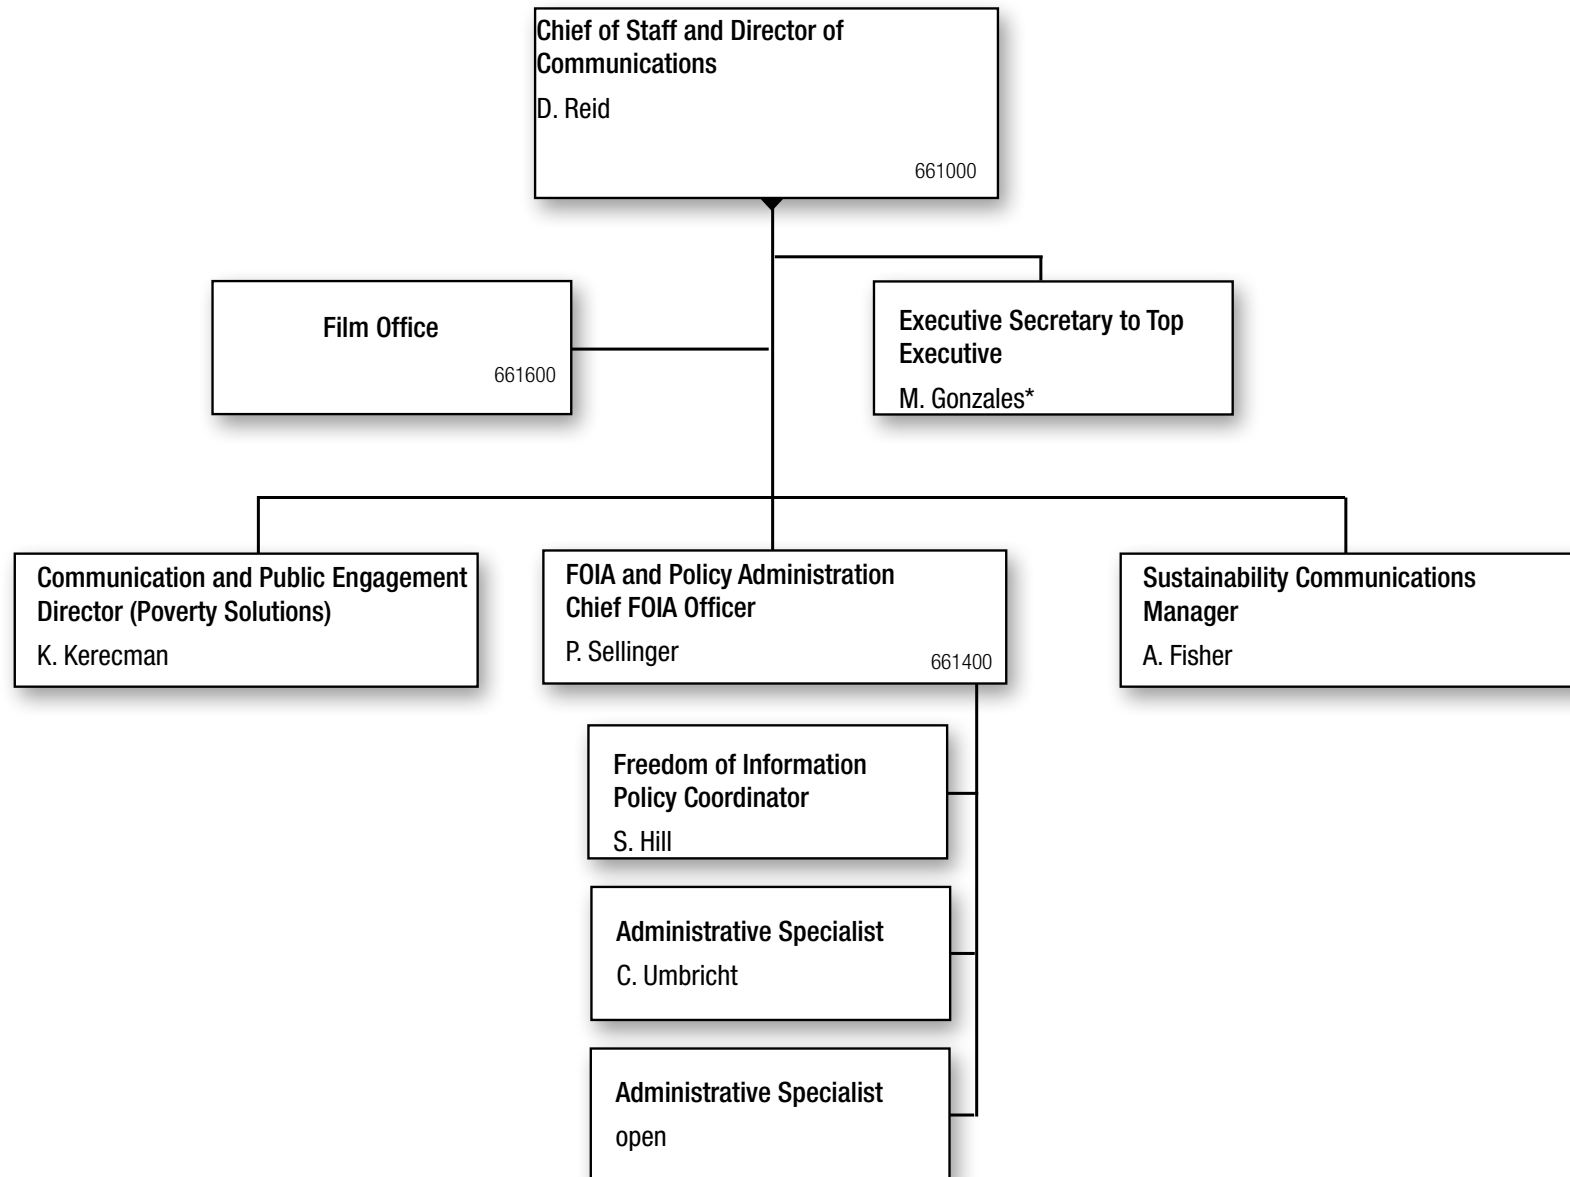 Chief of Staff and Director of
Communications
D. Reid
661000
Film Office
661600
Executive Secretary to Top
Executive
M. Gonzales*
Communication and Public Engagement
Director (Poverty Solutions)
K. Kerecman
FOIA and Policy Administration
Chief FOIA Officer
P. Sellinger
661400
Sustainability Communications
Manager
A. Fisher
Freedom of Information
Policy Coordinator
S. Hill
Administrative Specialist
C. Umbricht
Administrative Specialist
open